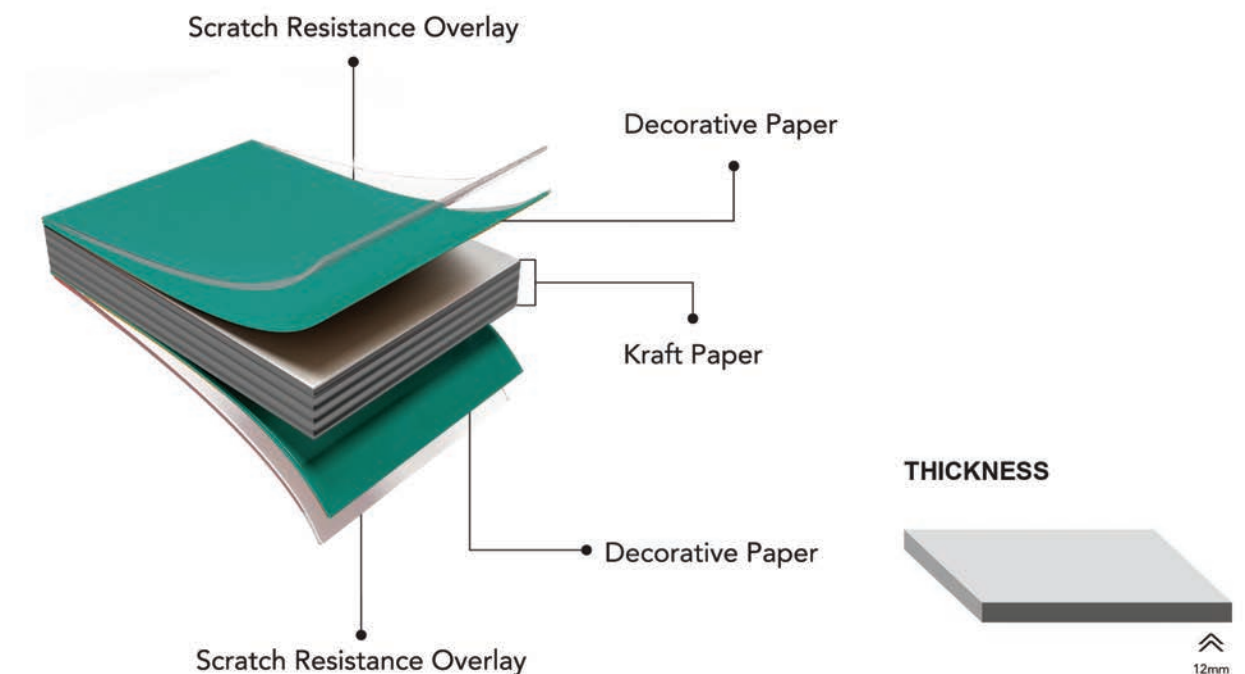 Scratch Resistance Overlay
Decorative Paper
Kraft Paper
THICKNESS
Decorative Paper
Scratch Resistance Overlay
12mm